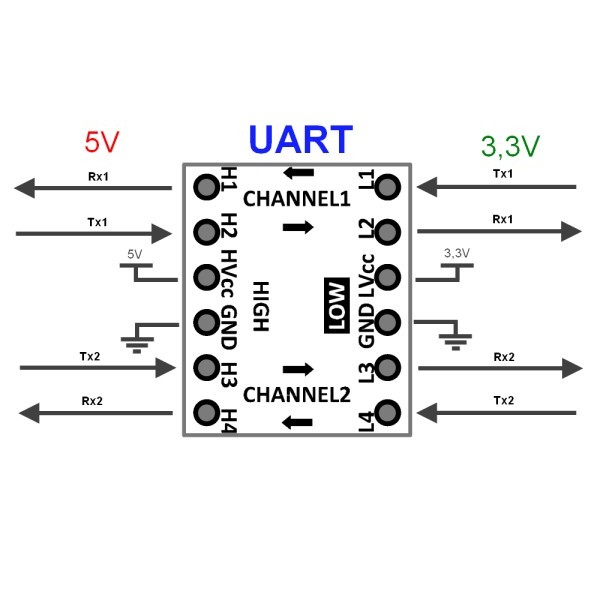 UART
5V
3,3V
Rx1
H1
L1
Tx1
CHANNEL1
Tx1
H2
L2
Rx1
5V
HVcc
LVcc
3,3V
HIGH
LOW
GND
GND
Tx2
H3
L3
Rx2
CHANNEL2
Rx2
H4
L4
Tx2